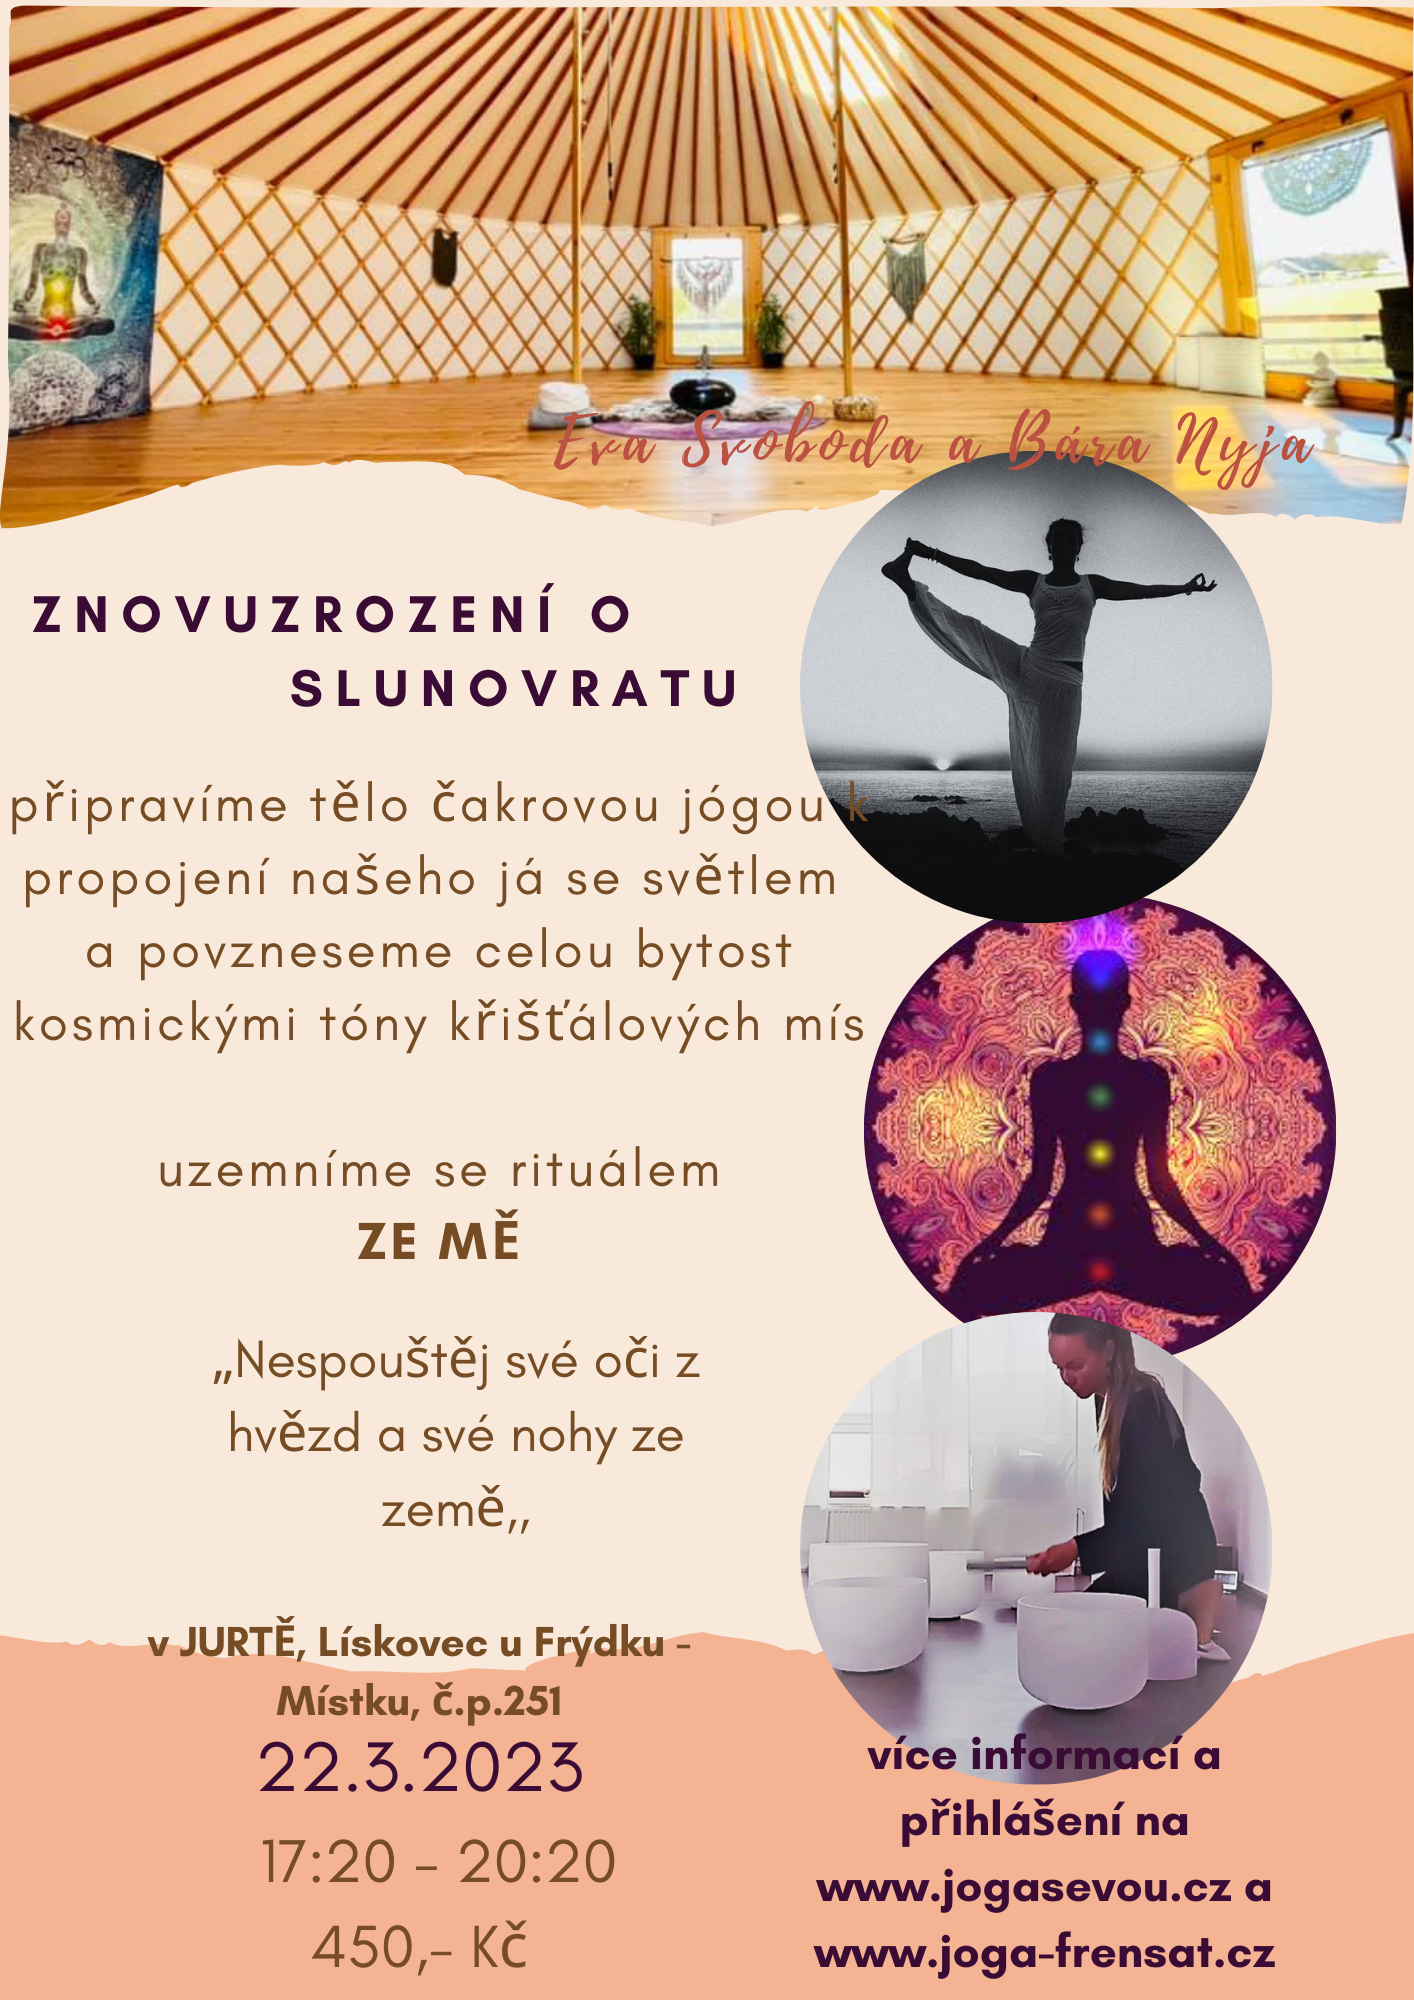 Eva Svoboda a Bára Nyja
ZNOVUZROZENÍ O
SLUNOVRATU
připravíme tělo čakrovou jógou k
propojení našeho já se světlem
a povzneseme celou bytost
kosmickými tóny křišťálových mís
uzemníme se rituálem
ZE MĚ
„Nespouštěj své oči z
hvězd a své nohy ze
země,,
v JURTĚ, Lískovec u Frýdku -
Místku, č.p.251
22.3.2023
17:20 - 20:20
450,- Kč
více informací a
přihlášení na
www.jogasevou.cz a
www.joga-frensat.cz